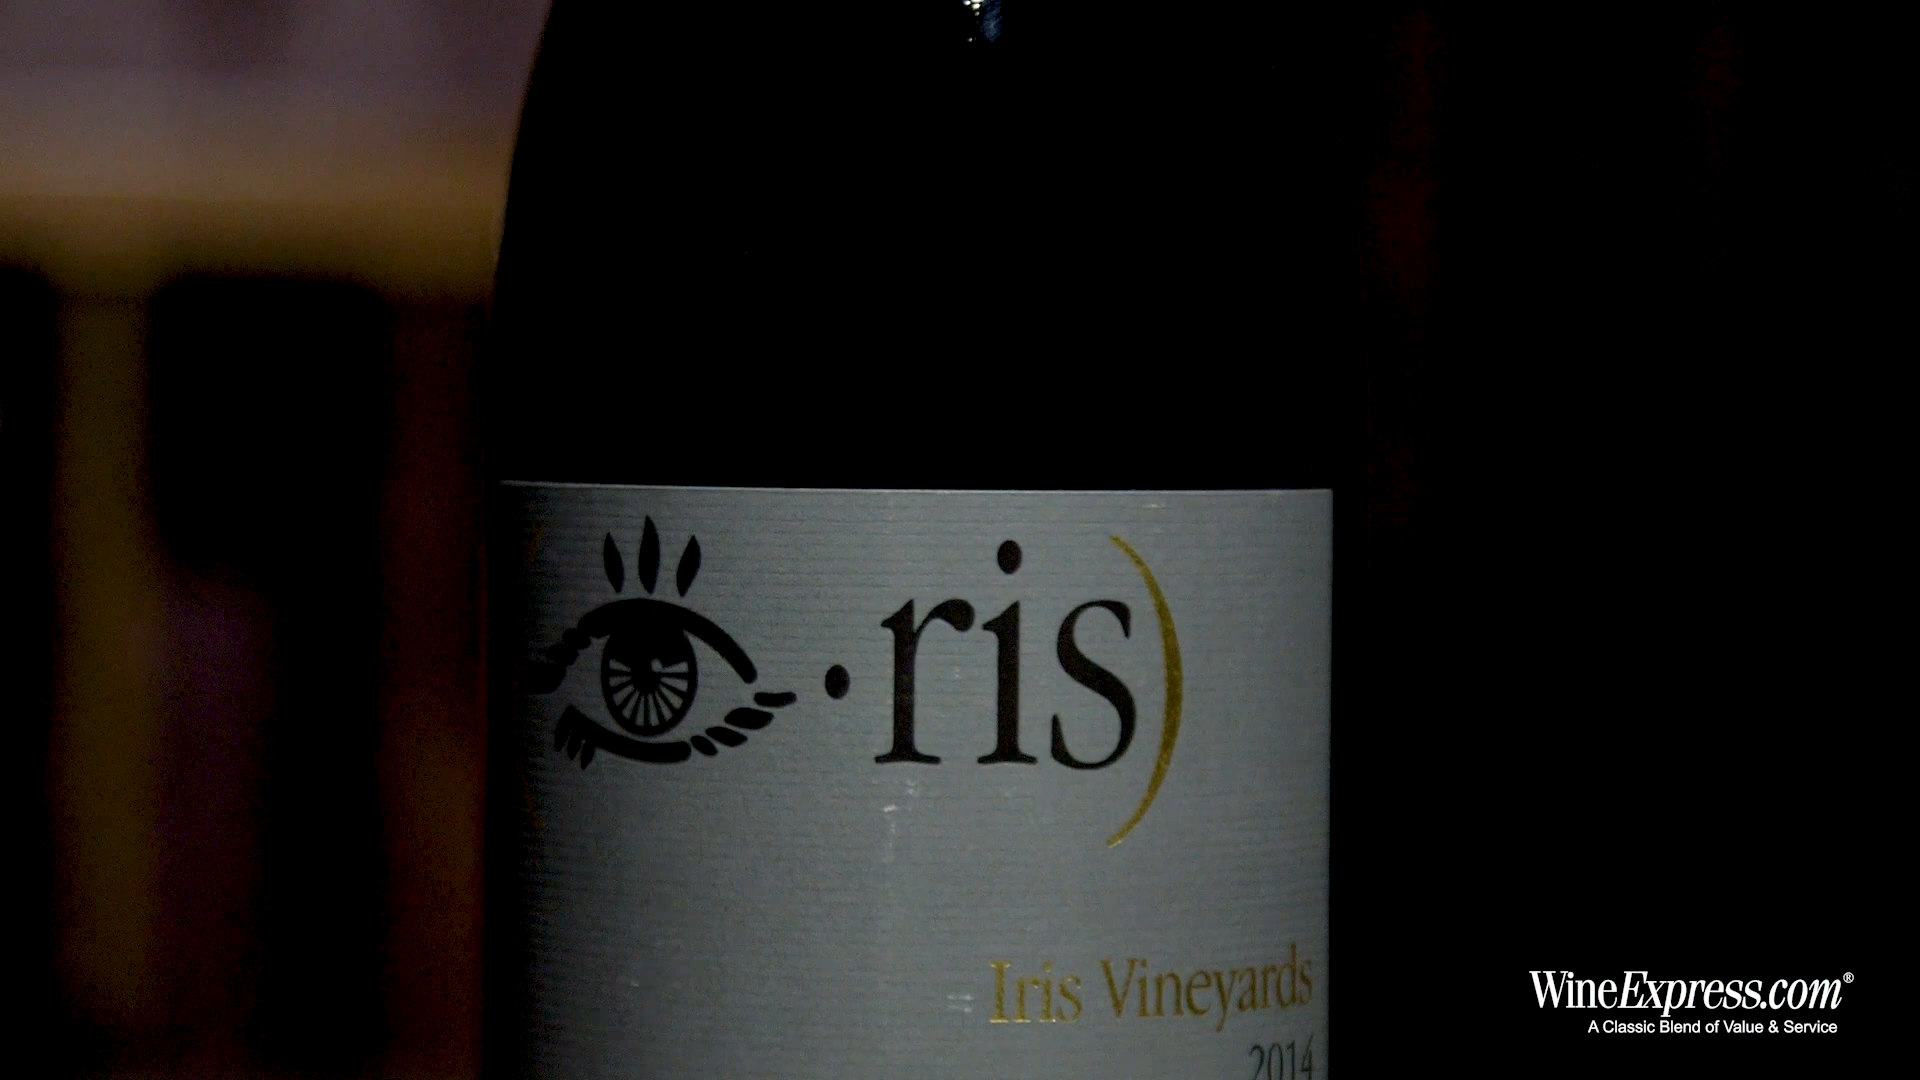 ·ris)
Iris Vineyards
2014
WineExpress.com®
A Classic Blend of Value & Service